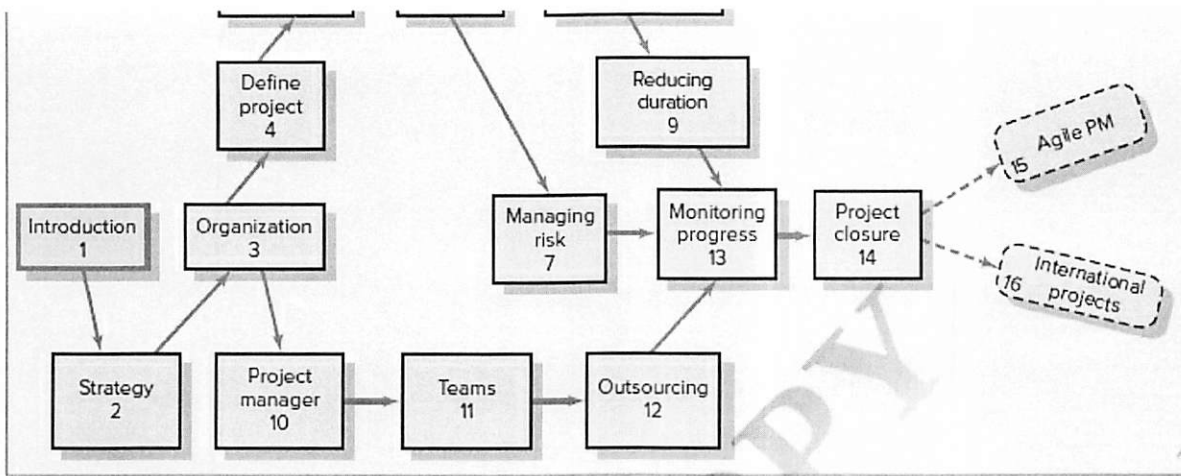 Define
project
4
Reducing
duration
9
Agile PM
15
Introduction
1
Organization
3
Managing
risk
7
Monitoring
progress
13
Project
closure
14
International
projects
16
Strategy
2
Project
manager
10
Teams
11
Outsourcing
12
PY